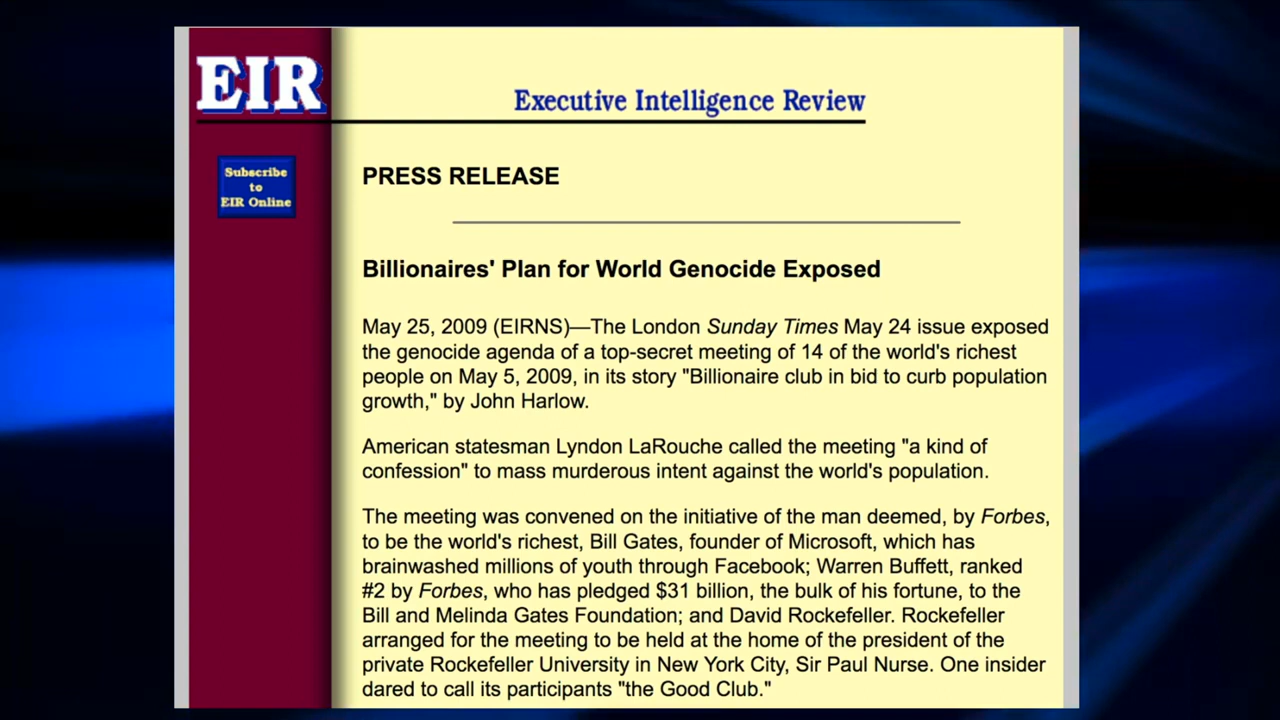 EIR
Executive Intelligence Review
Subscribe
to
EIR Online
PRESS RELEASE
Billionaires' Plan for World Genocide Exposed
May 25, 2009 (EIRNS)—The London Sunday Times May 24 issue exposed
the genocide agenda of a top-secret meeting of 14 of the world's richest
people on May 5, 2009, in its story "Billionaire club in bid to curb population
growth," by John Harlow.
American statesman Lyndon LaRouche called the meeting "a kind of
confession" to mass murderous intent against the world's population.
The meeting was convened on the initiative of the man deemed, by Forbes,
to be the world's richest, Bill Gates, founder of Microsoft, which has
brainwashed millions of youth through Facebook; Warren Buffett, ranked
#2 by Forbes, who has pledged $31 billion, the bulk of his fortune, to the
Bill and Melinda Gates Foundation; and David Rockefeller. Rockefeller
arranged for the meeting to be held at the home of the president of the
private Rockefeller University in New York City, Sir Paul Nurse. One insider
dared to call its participants "the Good Club."